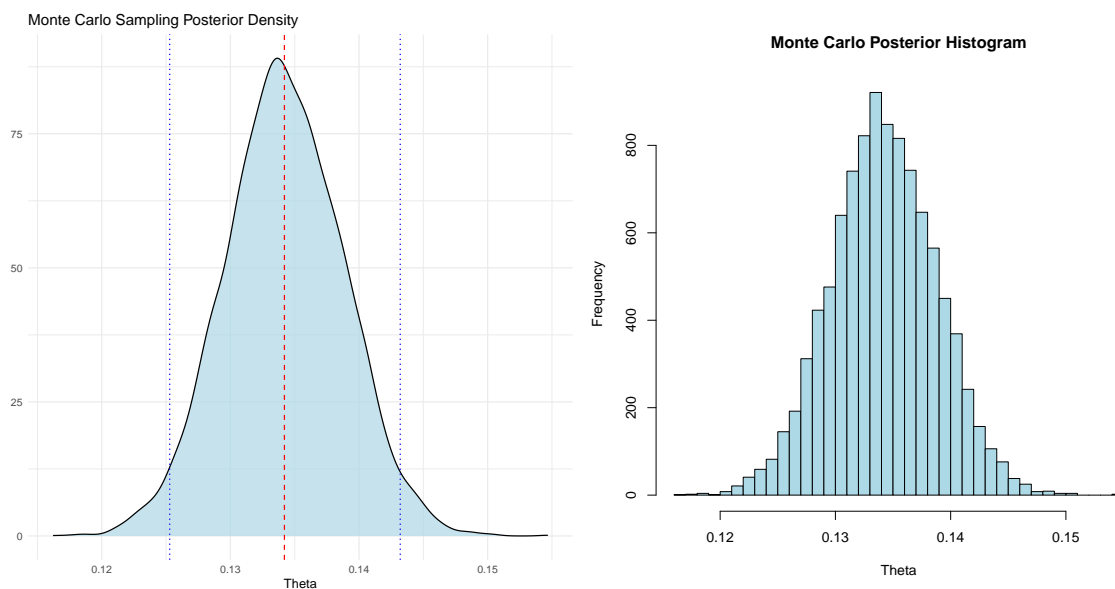 Monte Carlo Sampling Posterior Density
75
50
25
0
0.12 0.13 0.14 0.15
Theta
Monte Carlo Posterior Histogram
Frequency
800
600
400
200
0
0.12 0.13 0.14 0.15
Theta